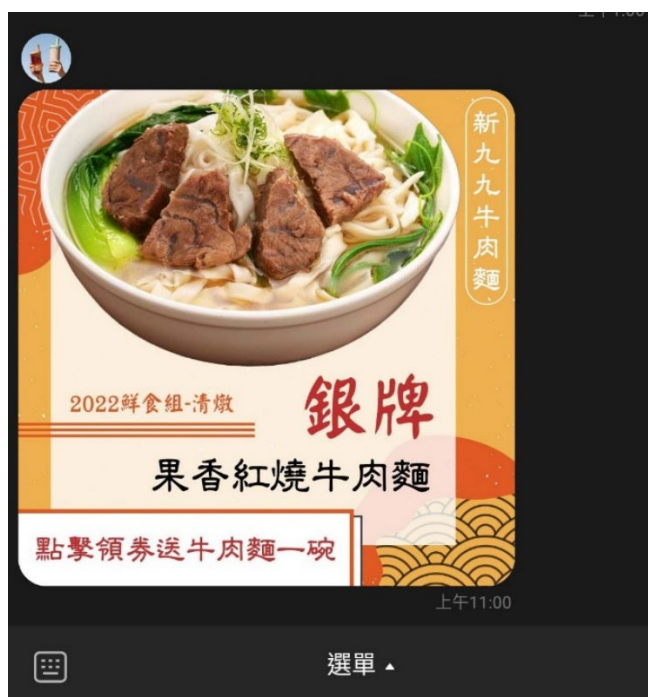 新九九牛肉麵
2022鮮食組-清燉
銀牌
果香紅燒牛肉麵
點擊領券送牛肉麵一碗
上午11:00
選單